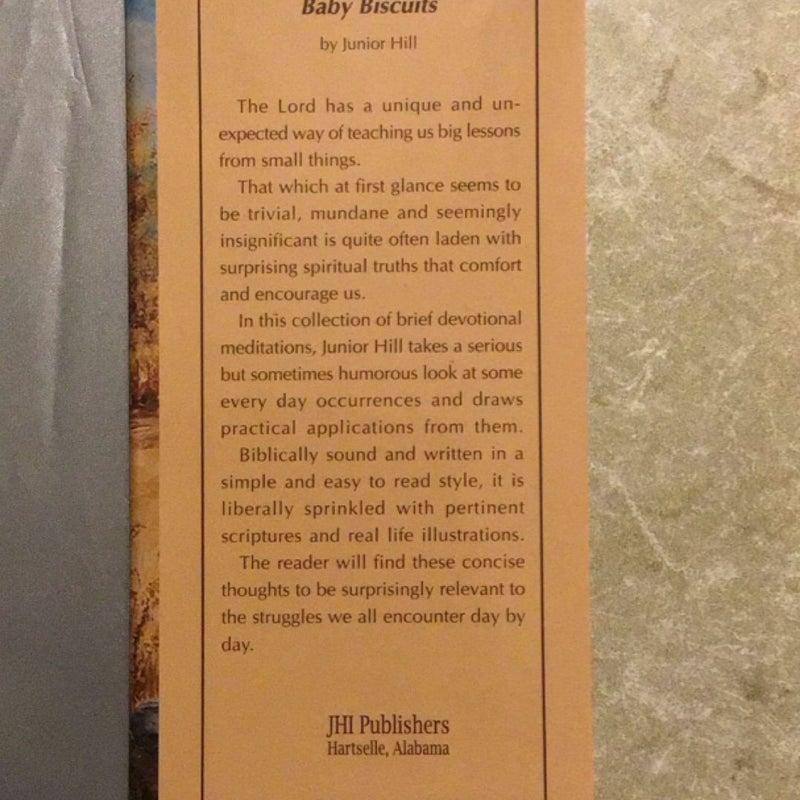 Baby Biscuits
by Junior Hill
The Lord has a unique and un-
expected way of teaching us big lessons
from small things.
That which at first glance seems to
be trivial, mundane and seemingly
insignificant is quite often laden with
surprising spiritual truths that comfort
and encourage us.
In this collection of brief devotional
meditations, Junior Hill takes a serious
but sometimes humorous look at some
every day occurrences and draws
practical applications from them.
Biblically sound and written in a
simple and easy to read style, it is
liberally sprinkled with pertinent
scriptures and real life illustrations.
The reader will find these concise
thoughts to be surprisingly relevant to
the struggles we all encounter day by
day.
JHI Publishers
Hartselle, Alabama